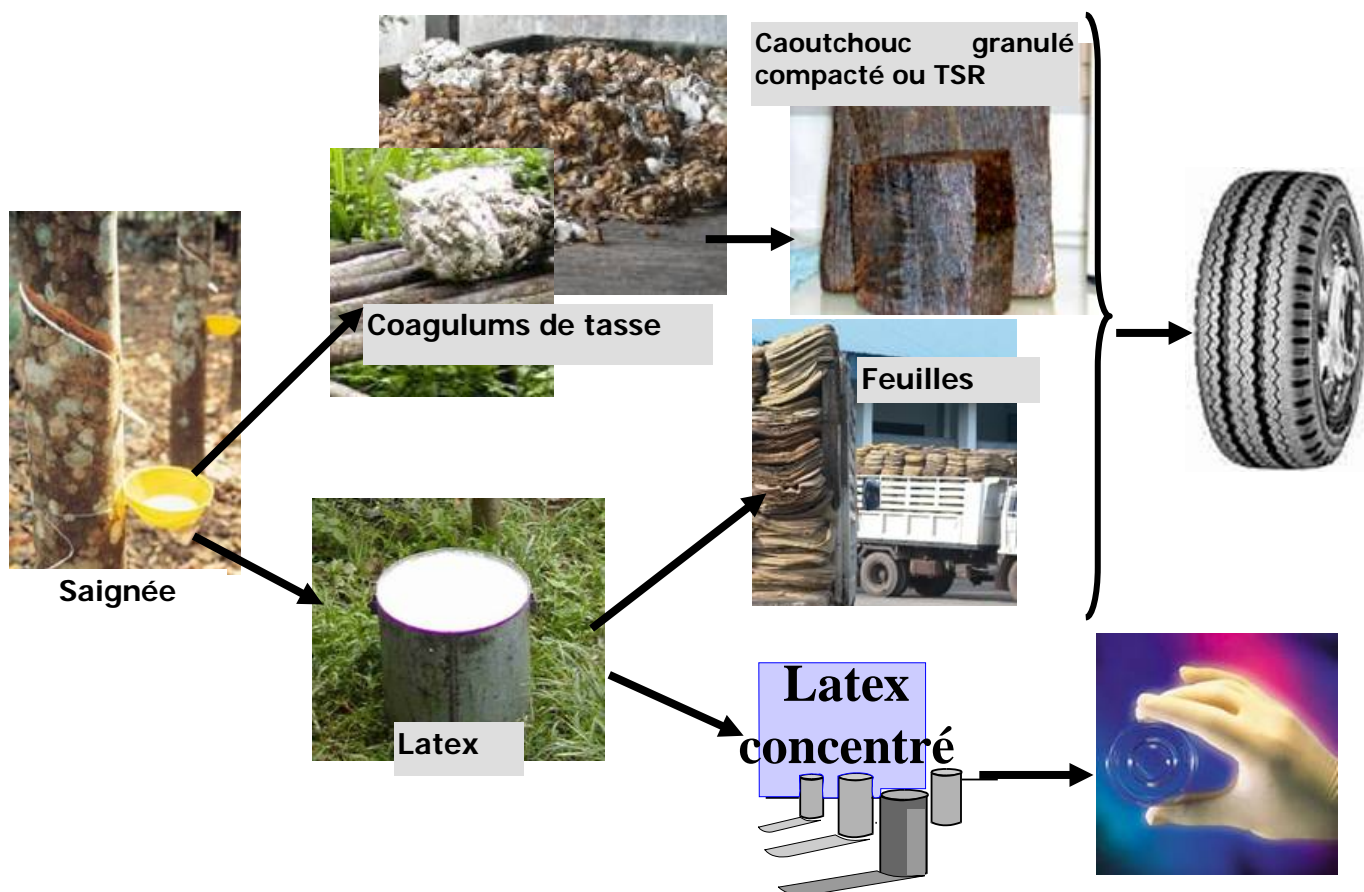 Caoutchouc granulé
compacté ou TSR
Coagulums de tasse
Feuilles
Saignée
Latex
Latex
concentré